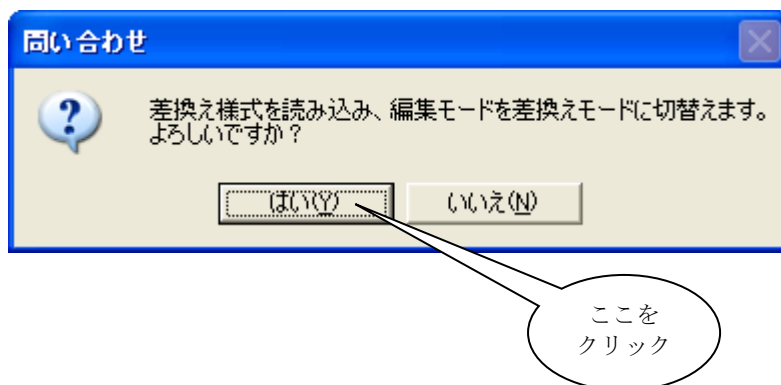 問い合わせ
差換え様式を読み込み、編集モードを差換えモードに切替えます。
よろしいですか？
はい(Y)
いいえ(N)
ここを
クリック